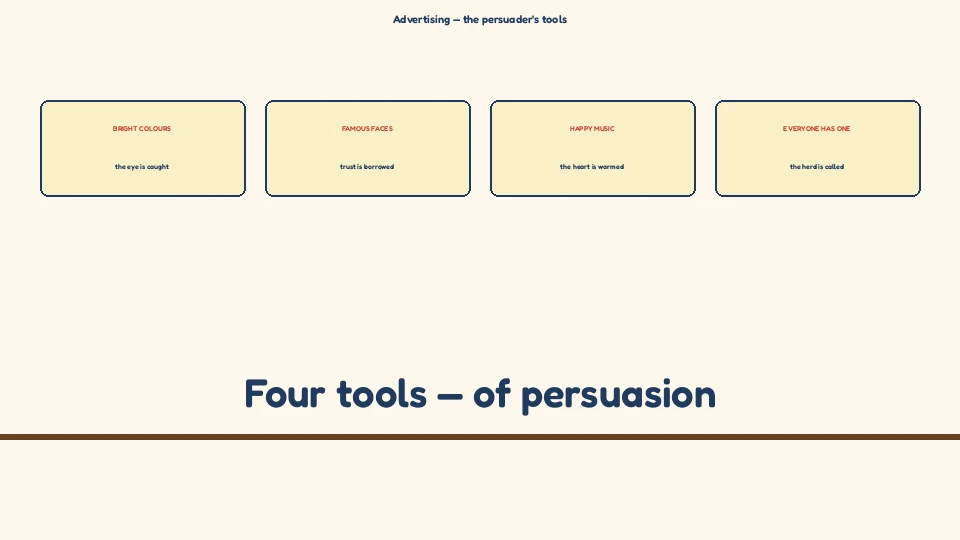 Advertising — the persuader's tools
BRIGHT COLOURS
the eye is caught
FAMOUS FACES
trust is borrowed
HAPPY MUSIC
the heart is warmed
EVERYONE HAS ONE
the herd is called
Four tools — of persuasion